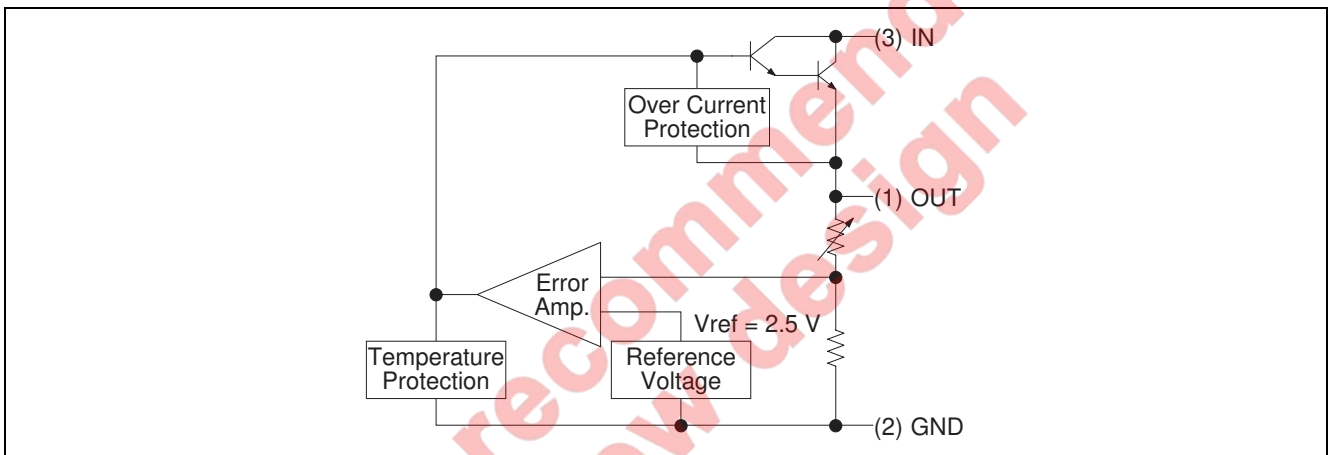 (3) IN
Over Current
Protection
(1) OUT
Error
Amp.
Vref = 2.5 V
Temperature
Protection
Reference
Voltage
(2) GND
recommend
design